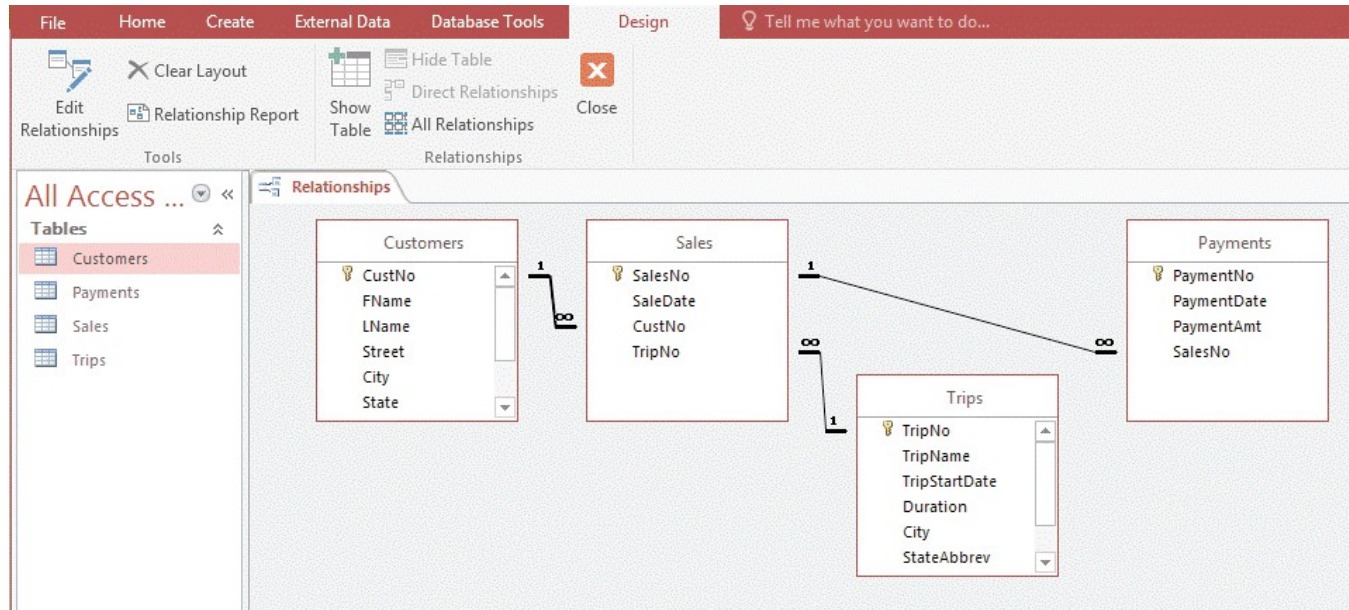 File Home Create External Data Database Tools Design Tell me what you want to do...
Edit Relationships
Clear Layout
Relationship Report
Tools
Show Table
Hide Table
Direct Relationships
All Relationships
Close
Relationships
All Access ... «
Tables
Customers
Payments
Sales
Trips
Relationships
Customers
CustNo
FName
LName
Street
City
State
1
∞
Sales
SalesNo
SaleDate
CustNo
TripNo
1
∞
∞
1
Trips
TripNo
TripName
TripStartDate
Duration
City
StateAbbrev
Payments
PaymentNo
PaymentDate
PaymentAmt
SalesNo